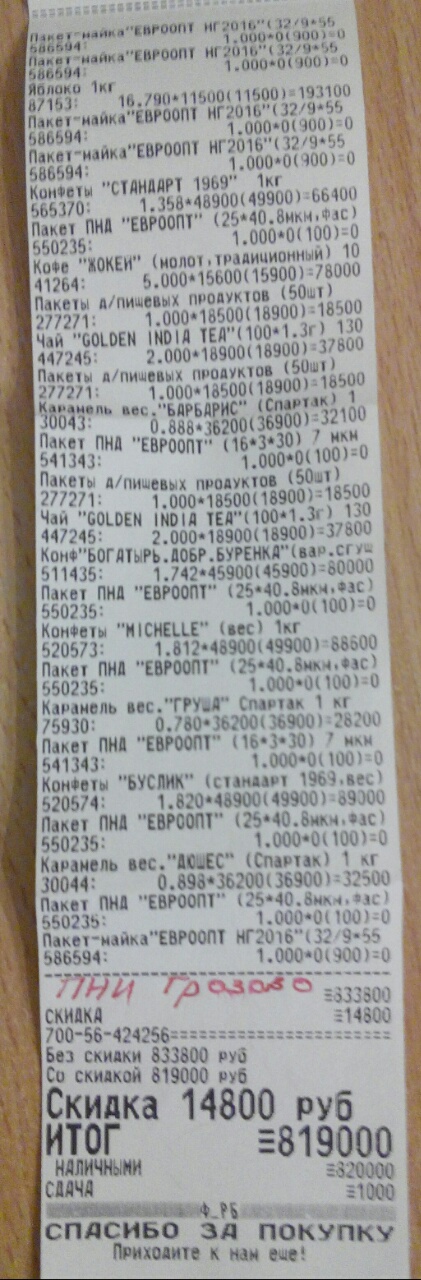 Пакет-майка"ЕВРООПТ НГ2016"(32/9*55
586594: 1.000*0(900)=0
Пакет-майка"ЕВРООПТ НГ2016"(32/9*55
586594: 1.000*0(900)=0
Яблоко 1кг
87153: 16.790*11500(11500)=193100
Пакет-майка"ЕВРООПТ НГ2016"(32/9*55
586594: 1.000*0(900)=0
Пакет-майка"ЕВРООПТ НГ2016"(32/9*55
586594: 1.000*0(900)=0
Конфеты "СТАНДАРТ 1969" 1кг
565370: 1.358*48900(49900)=66400
Пакет ПНД "ЕВРООПТ" (25*40.8мкм,фас)
550235: 1.000*0(100)=0
Кофе "ЖОКЕЙ" (молот,традиционный) 10
41264: 5.000*15600(15900)=78000
Пакеты д/пищевых продуктов (50шт)
277271: 1.000*18500(18900)=18500
Чай "GOLDEN INDIA TEA"(100*1.3г) 130
447245: 2.000*18900(18900)=37800
Пакеты д/пищевых продуктов (50шт)
277271: 1.000*18500(18900)=18500
Карамель вес."БАРБАРИС" (Спартак) 1
30043: 0.888*36200(36900)=32100
Пакет ПНД "ЕВРООПТ" (16*3*30) 7 мкм
541343: 1.000*0(100)=0
Пакеты д/пищевых продуктов (50шт)
277271: 1.000*18500(18900)=18500
Чай "GOLDEN INDIA TEA"(100*1.3г) 130
447245: 2.000*18900(18900)=37800
Конф"БОГАТЫРЬ.ДОБР.БУРЕНКА"(вар.сгущ
511435: 1.742*45900(45900)=80000
Пакет ПНД "ЕВРООПТ" (25*40.8мкм,фас)
550235: 1.000*0(100)=0
Конфеты "MICHELLE" (вес) 1кг
520573: 1.812*48900(49900)=88600
Пакет ПНД "ЕВРООПТ" (25*40.8мкм,фас)
550235: 1.000*0(100)=0
Карамель вес."ГРУША" Спартак 1 кг
75930: 0.780*36200(36900)=28200
Пакет ПНД "ЕВРООПТ" (16*3*30) 7 мкм
541343: 1.000*0(100)=0
Конфеты "БУСЛИК" (стандарт 1969,вес)
520574: 1.820*48900(49900)=89000
Пакет ПНД "ЕВРООПТ" (25*40.8мкм,фас)
550235: 1.000*0(100)=0
Карамель вес."ДЮШЕС" (Спартак) 1 кг
30044: 0.898*36200(36900)=32500
Пакет ПНД "ЕВРООПТ" (25*40.8мкм,фас)
550235: 1.000*0(100)=0
Пакет-майка"ЕВРООПТ НГ2016"(32/9*55
586594: 1.000*0(900)=0
ПНИ Грозово ≡833800
СКИДКА ≡14800
700-56-424256====================
Без скидки 833800 руб
Со скидкой 819000 руб
Скидка 14800 руб
ИТОГ ≡819000
НАЛИЧНЫМИ ≡820000
СДАЧА ≡1000
Ф_РБ
СПАСИБО ЗА ПОКУПКУ
Приходите к нам еще!